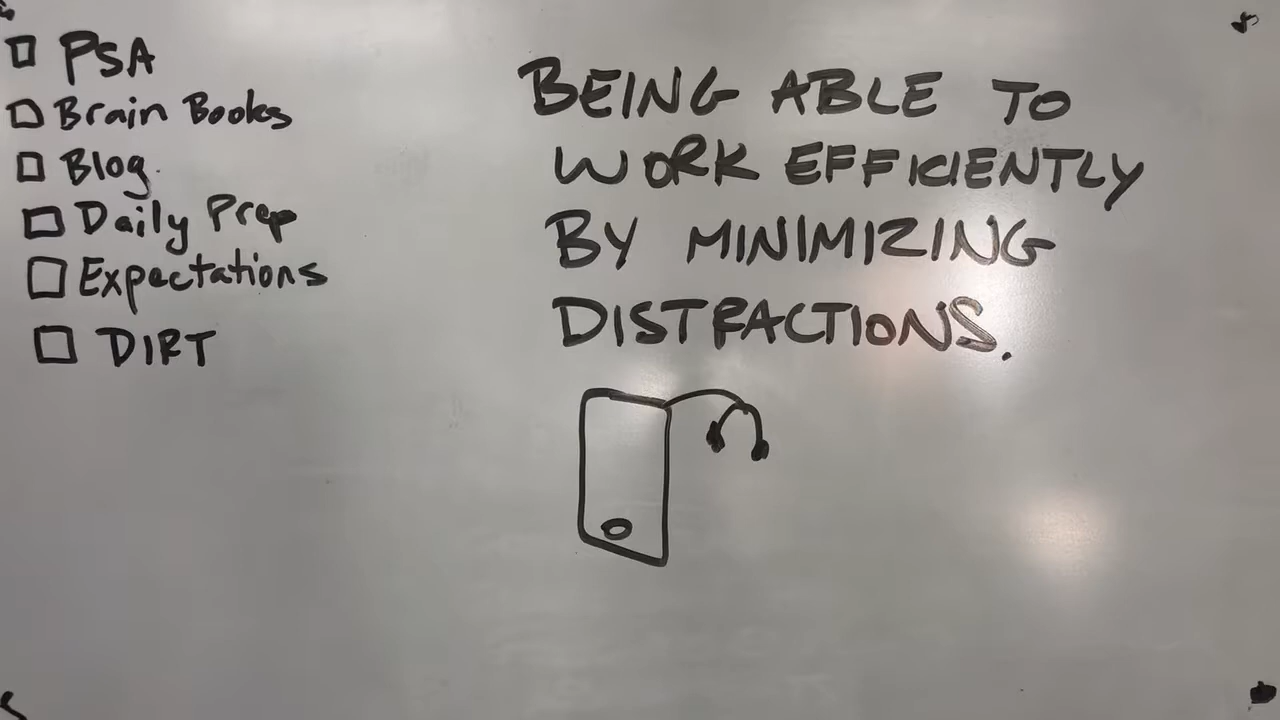 PSA
Brain Books
Blog.
Daily Prep
Expectations
DIRT
BEING ABLE TO
WORK EFFICIENTLY
BY MINIMIZING
DISTRACTIONS.